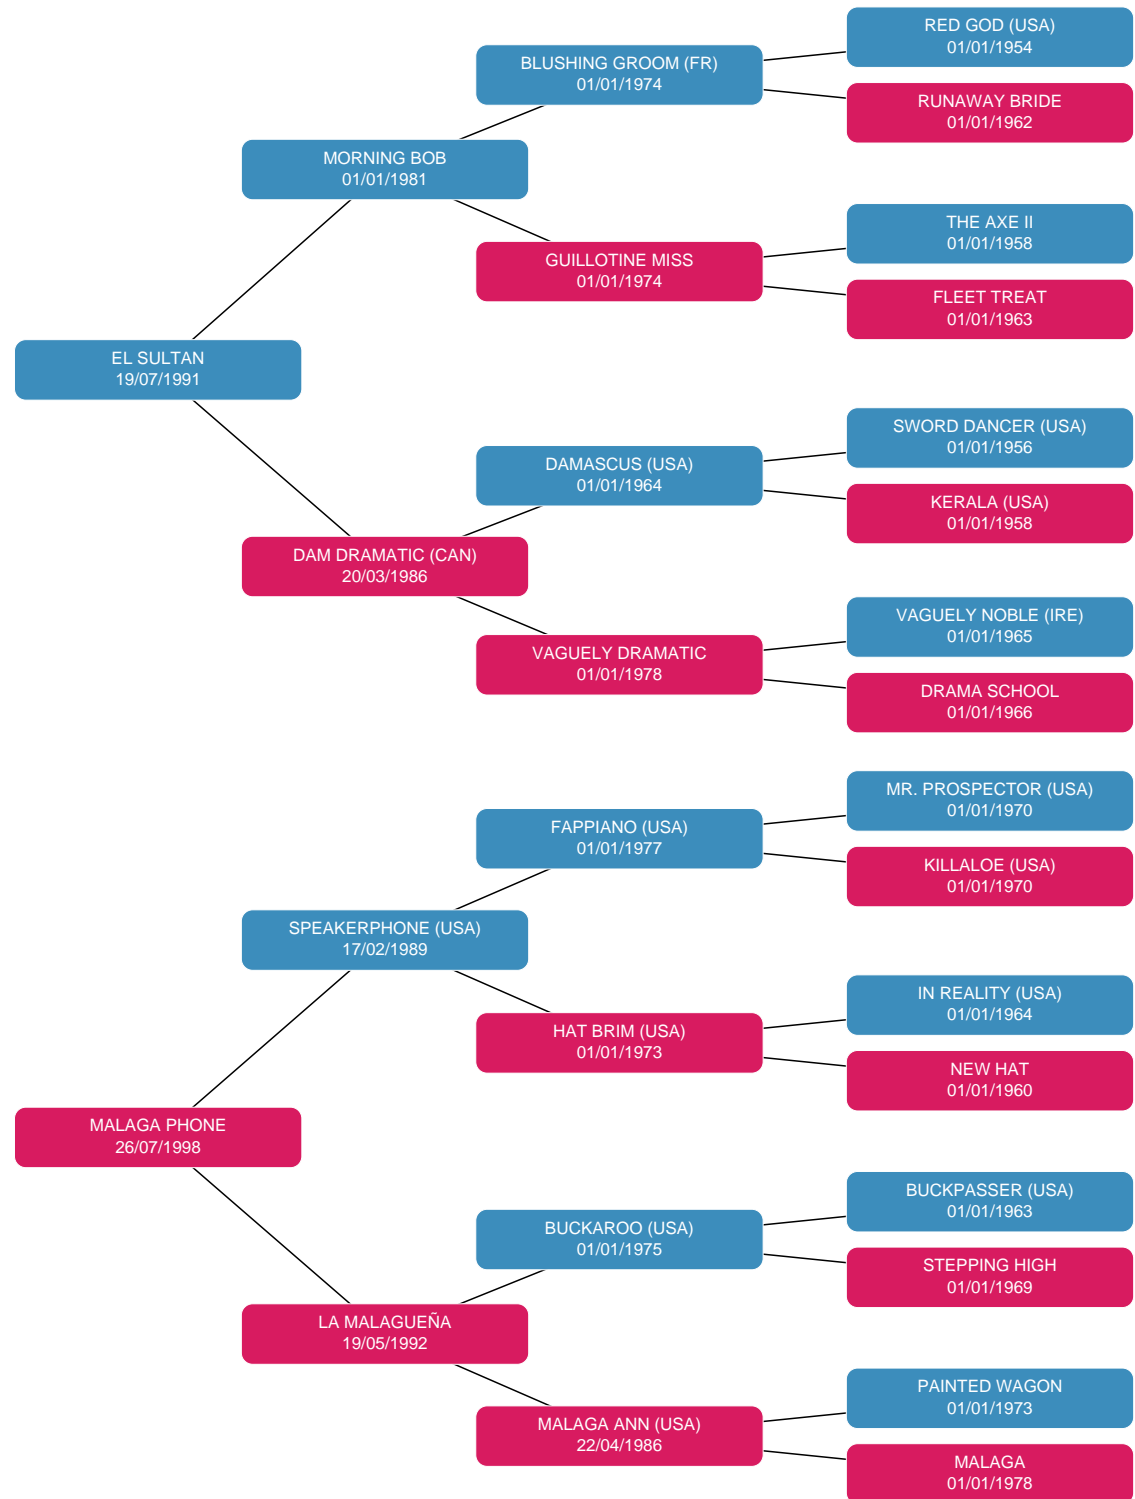 RED GOD (USA)
01/01/1954
BLUSHING GROOM (FR)
01/01/1974
RUNAWAY BRIDE
01/01/1962
MORNING BOB
01/01/1981
THE AXE II
01/01/1958
GUILLOTINE MISS
01/01/1974
FLEET TREAT
01/01/1963
EL SULTAN
19/07/1991
SWORD DANCER (USA)
01/01/1956
DAMASCUS (USA)
01/01/1964
KERALA (USA)
01/01/1958
DAM DRAMATIC (CAN)
20/03/1986
VAGUELY NOBLE (IRE)
01/01/1965
VAGUELY DRAMATIC
01/01/1978
DRAMA SCHOOL
01/01/1966
MR. PROSPECTOR (USA)
01/01/1970
FAPPIANO (USA)
01/01/1977
KILLALOE (USA)
01/01/1970
SPEAKERPHONE (USA)
17/02/1989
IN REALITY (USA)
01/01/1964
HAT BRIM (USA)
01/01/1973
NEW HAT
01/01/1960
MALAGA PHONE
26/07/1998
BUCKPASSER (USA)
01/01/1963
BUCKAROO (USA)
01/01/1975
STEPPING HIGH
01/01/1969
LA MALAGUEÑA
19/05/1992
PAINTED WAGON
01/01/1973
MALAGA ANN (USA)
22/04/1986
MALAGA
01/01/1978